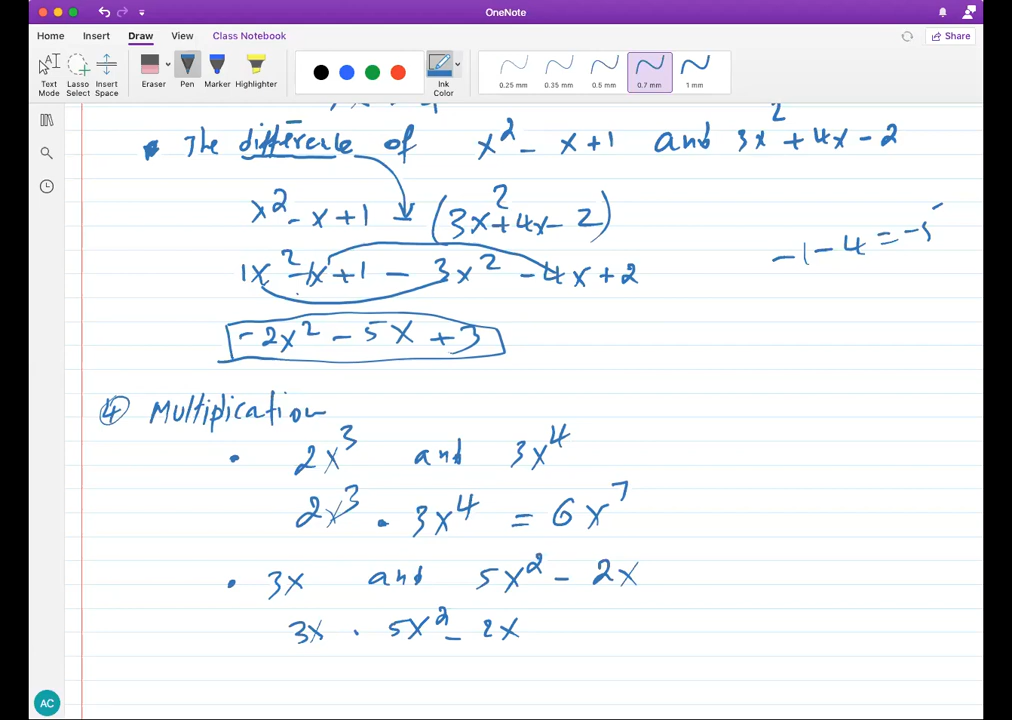 OneNote
Home Insert Draw View Class Notebook Share
Text Mode Lasso Select Insert Space Eraser Pen Marker Highlighter Ink Color 0.25 mm 0.35 mm 0.5 mm 0.7 mm 1 mm
• The difference of x² - x + 1 and 3x² + 4x - 2
x² - x + 1 - (3x² + 4x - 2)
1x² - 1x + 1 - 3x² - 4x + 2
-1 - 4 = -5
-2x² - 5x + 3
④ Multiplication
• 2x³ and 3x⁴
2x³ · 3x⁴ = 6x⁷
• 3x and 5x² - 2x
3x · 5x² - 2x
AC